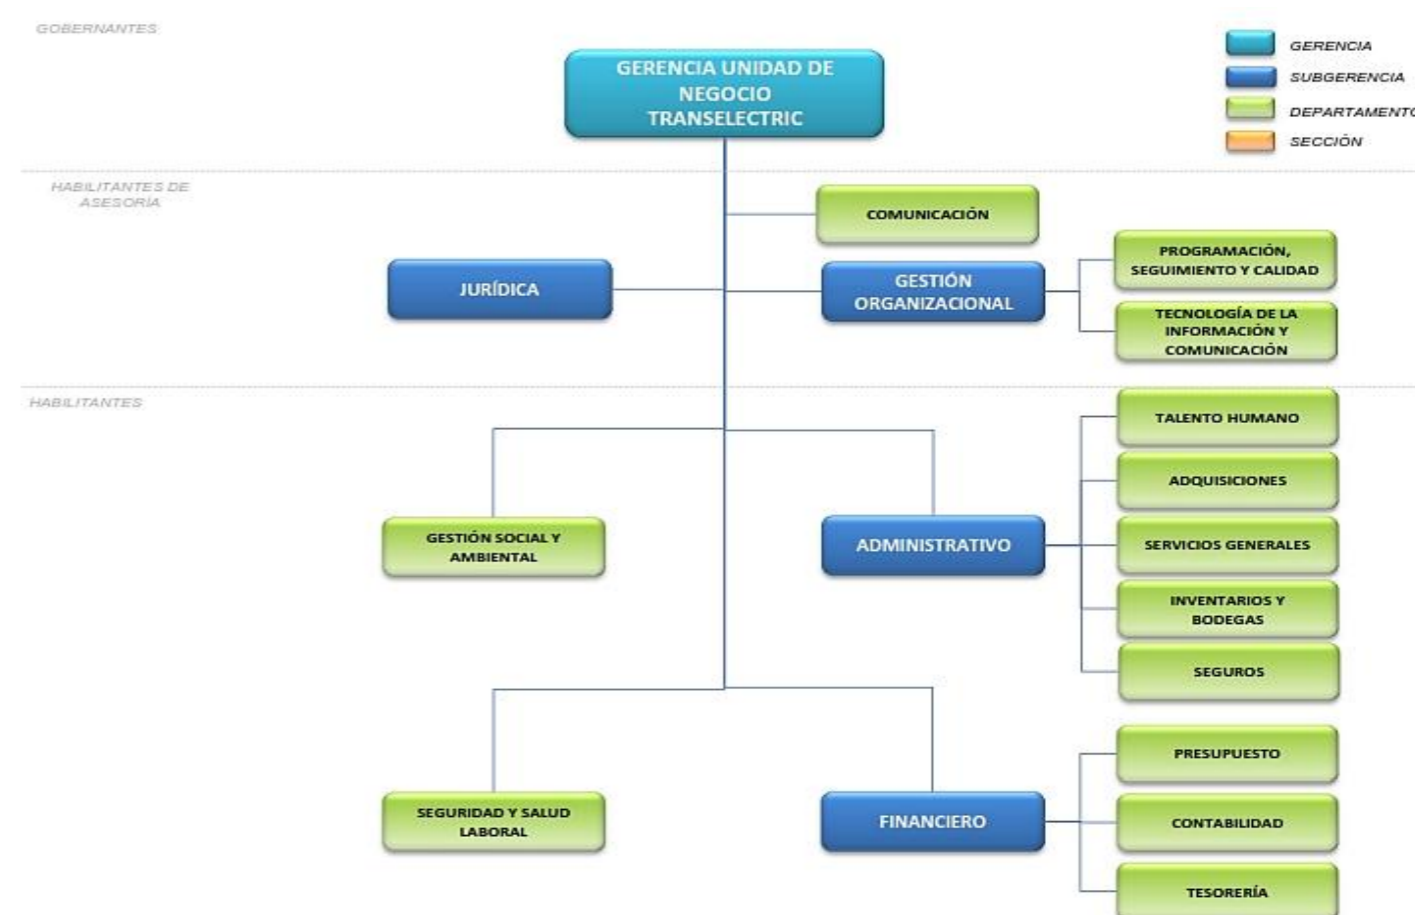 GOBERNANTES
GERENCIA UNIDAD DE
NEGOCIO
TRANSELECTRIC
GERENCIA
SUBGERENCIA
DEPARTAMENTO
SECCIÓN
HABILITANTES DE
ASESORÍA
COMUNICACIÓN
JURÍDICA
GESTIÓN
ORGANIZACIONAL
PROGRAMACIÓN,
SEGUIMIENTO Y CALIDAD
TECNOLOGÍA DE LA
INFORMACIÓN Y
COMUNICACIÓN
HABILITANTES
TALENTO HUMANO
ADQUISICIONES
GESTIÓN SOCIAL Y
AMBIENTAL
ADMINISTRATIVO
SERVICIOS GENERALES
INVENTARIOS Y
BODEGAS
SEGUROS
PRESUPUESTO
SEGURIDAD Y SALUD
LABORAL
FINANCIERO
CONTABILIDAD
TESORERÍA